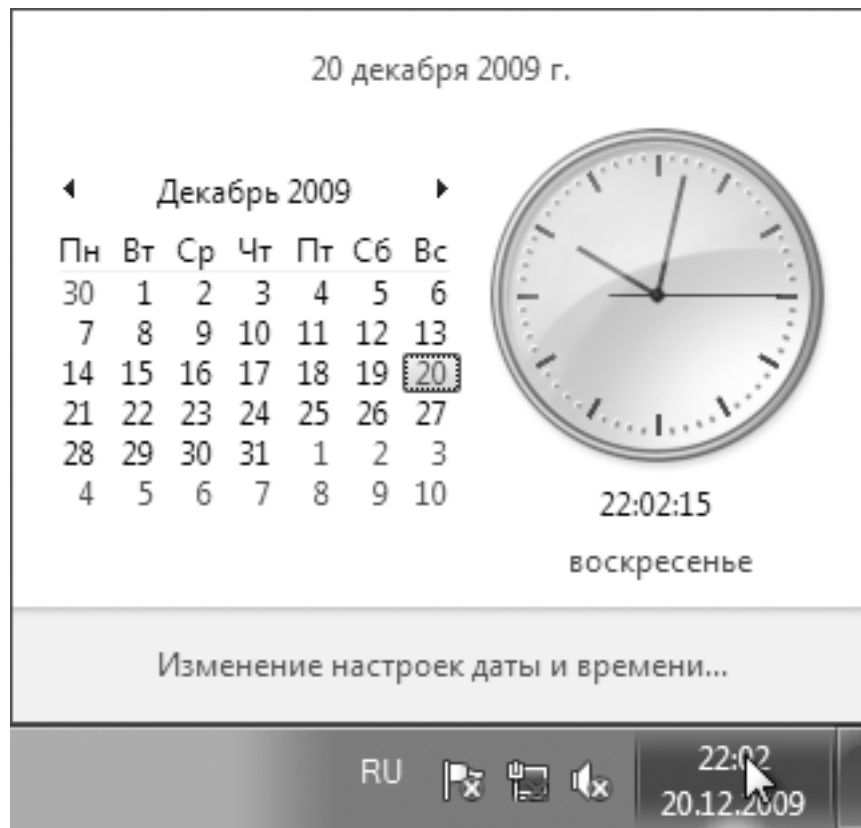 20 декабря 2009 г.
Декабрь 2009
Пн Вт Ср Чт Пт Сб Вс
30 1 2 3 4 5 6
7 8 9 10 11 12 13
14 15 16 17 18 19 20
21 22 23 24 25 26 27
28 29 30 31 1 2 3
4 5 6 7 8 9 10
22:02:15
воскресенье
Изменение настроек даты и времени...
RU
22:02
20.12.2009